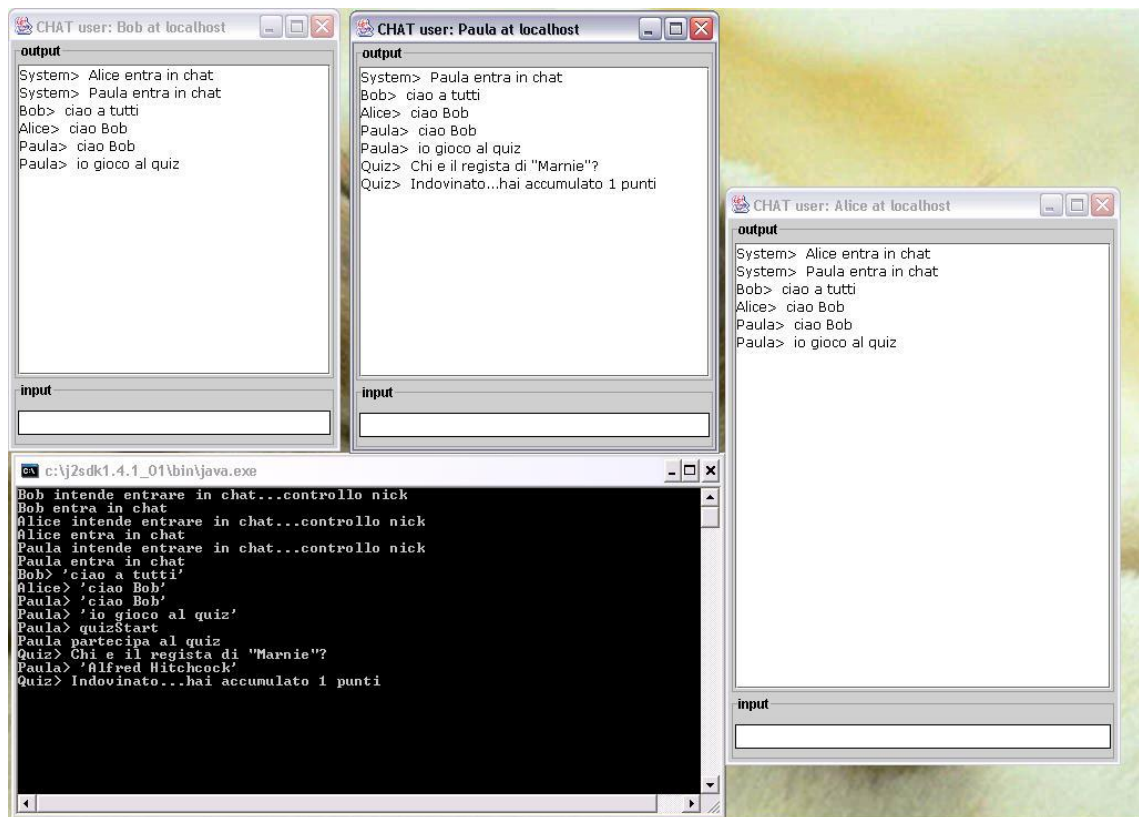 CHAT user: Bob at localhost
output
System> Alice entra in chat
System> Paula entra in chat
Bob> ciao a tutti
Alice> ciao Bob
Paula> ciao Bob
Paula> io gioco al quiz
input
CHAT user: Paula at localhost
output
System> Paula entra in chat
Bob> ciao a tutti
Alice> ciao Bob
Paula> ciao Bob
Paula> io gioco al quiz
Quiz> Chi e il regista di "Marnie"?
Quiz> Indovinato...hai accumulato 1 punti
input
CHAT user: Alice at localhost
output
System> Alice entra in chat
System> Paula entra in chat
Bob> ciao a tutti
Alice> ciao Bob
Paula> ciao Bob
Paula> io gioco al quiz
input
c:\j2sdk1.4.1_01\bin\java.exe
Bob intende entrare in chat...controllo nick
Bob entra in chat
Alice intende entrare in chat...controllo nick
Alice entra in chat
Paula intende entrare in chat...controllo nick
Paula entra in chat
Bob> 'ciao a tutti'
Alice> 'ciao Bob'
Paula> 'ciao Bob'
Paula> 'io gioco al quiz'
Paula> quizStart
Paula partecipa al quiz
Quiz> Chi e il regista di "Marnie"?
Paula> 'Alfred Hitchcock'
Quiz> Indovinato...hai accumulato 1 punti